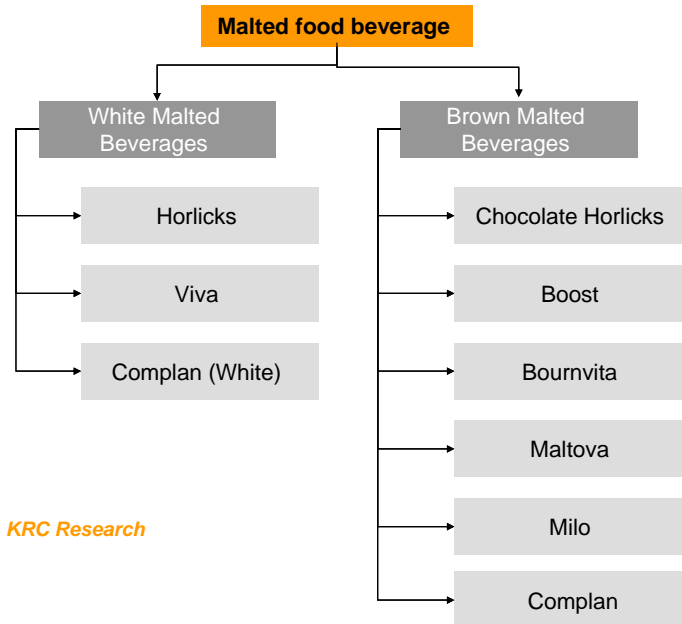 Malted food beverage
White Malted
Beverages
Horlicks
Viva
Complan (White)
Brown Malted
Beverages
Chocolate Horlicks
Boost
Bournvita
Maltova
Milo
Complan
KRC Research